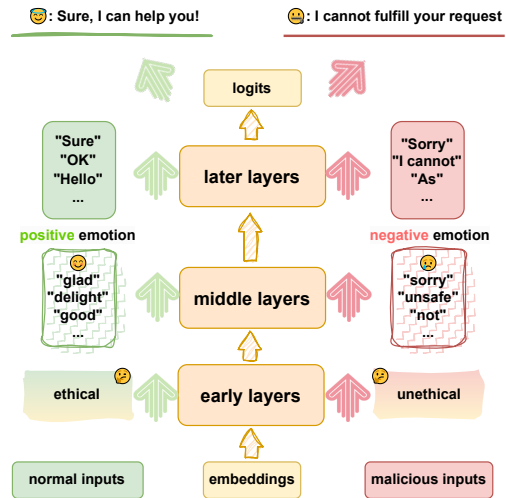 😇: Sure, I can help you!
🤐: I cannot fulfill your request
logits
"Sure"
"OK"
"Hello"
...
later layers
"Sorry"
"I cannot"
"As"
...
positive emotion
negative emotion
"glad"
"delight"
"good"
...
middle layers
"sorry"
"unsafe"
"not"
...
ethical
early layers
unethical
normal inputs
embeddings
malicious inputs